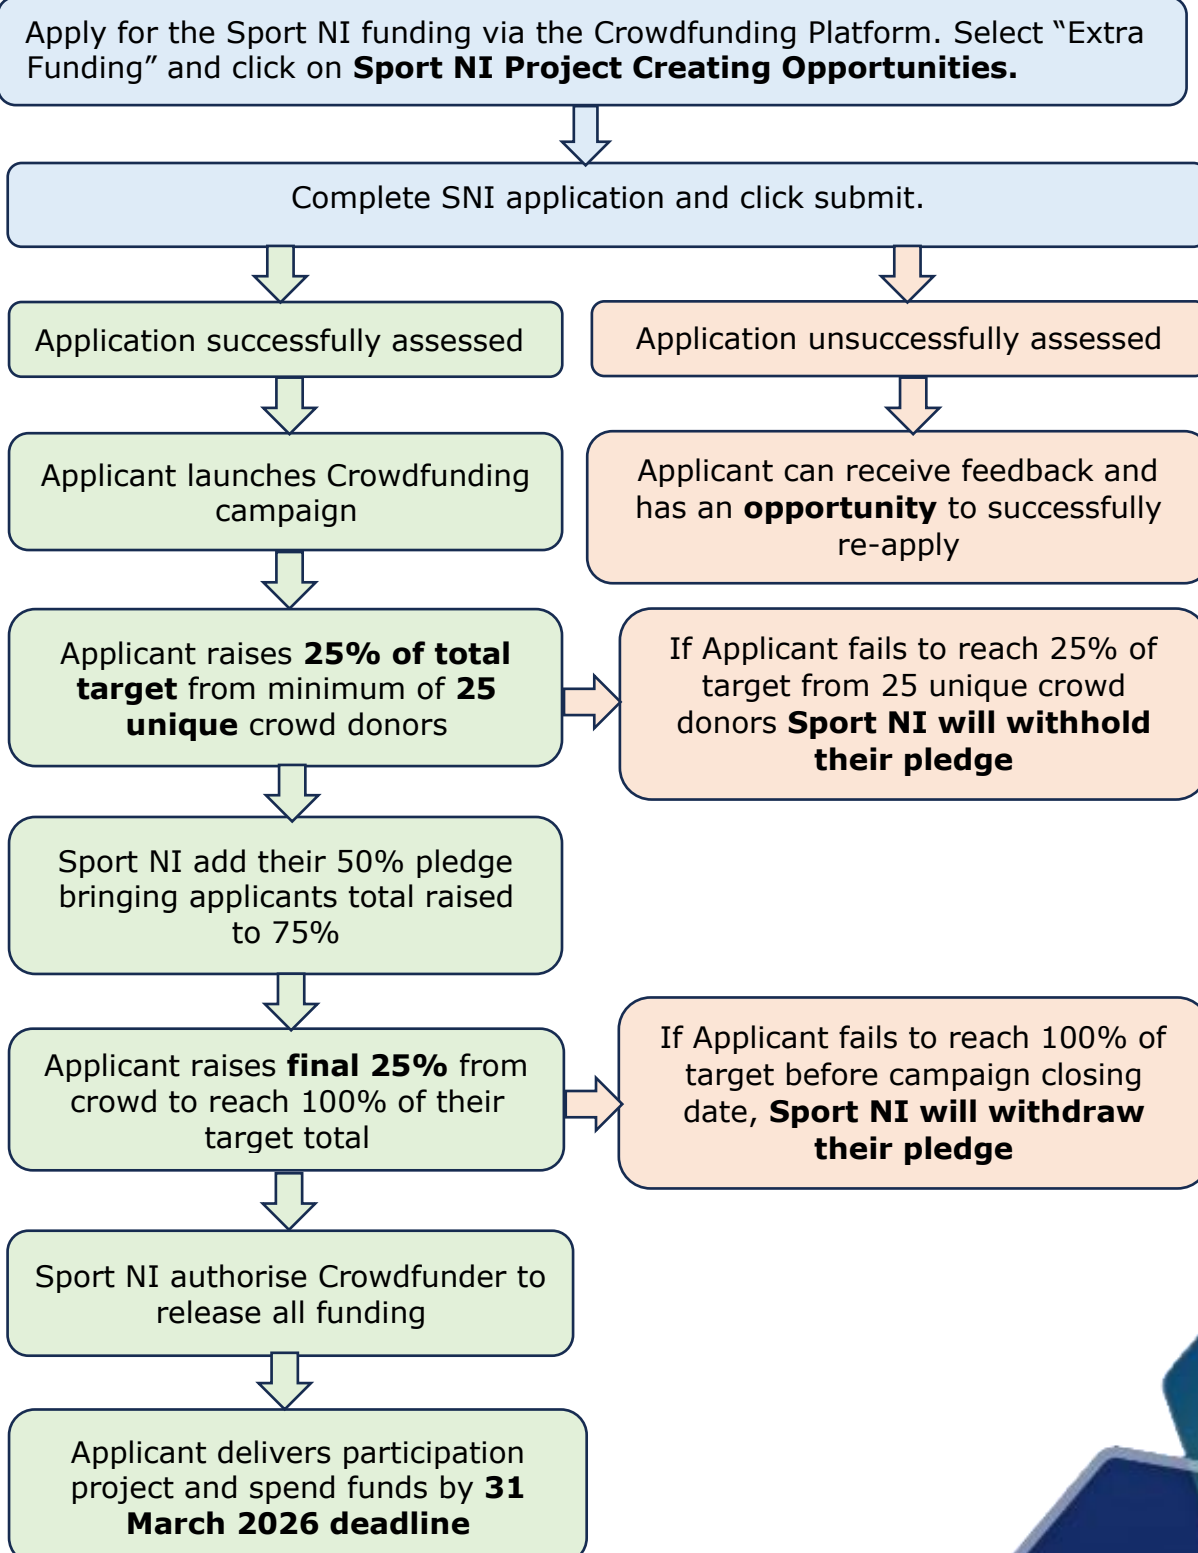 Apply for the Sport NI funding via the Crowdfunding Platform. Select “Extra
Funding” and click on Sport NI Project Creating Opportunities.
Complete SNI application and click submit.
Application successfully assessed
Application unsuccessfully assessed
Applicant launches Crowdfunding
campaign
Applicant can receive feedback and
has an opportunity to successfully
re-apply
Applicant raises 25% of total
target from minimum of 25
unique crowd donors
If Applicant fails to reach 25% of
target from 25 unique crowd
donors Sport NI will withhold
their pledge
Sport NI add their 50% pledge
bringing applicants total raised
to 75%
Applicant raises final 25% from
crowd to reach 100% of their
target total
If Applicant fails to reach 100% of
target before campaign closing
date, Sport NI will withdraw
their pledge
Sport NI authorise Crowdfunder to
release all funding
Applicant delivers participation
project and spend funds by 31
March 2026 deadline